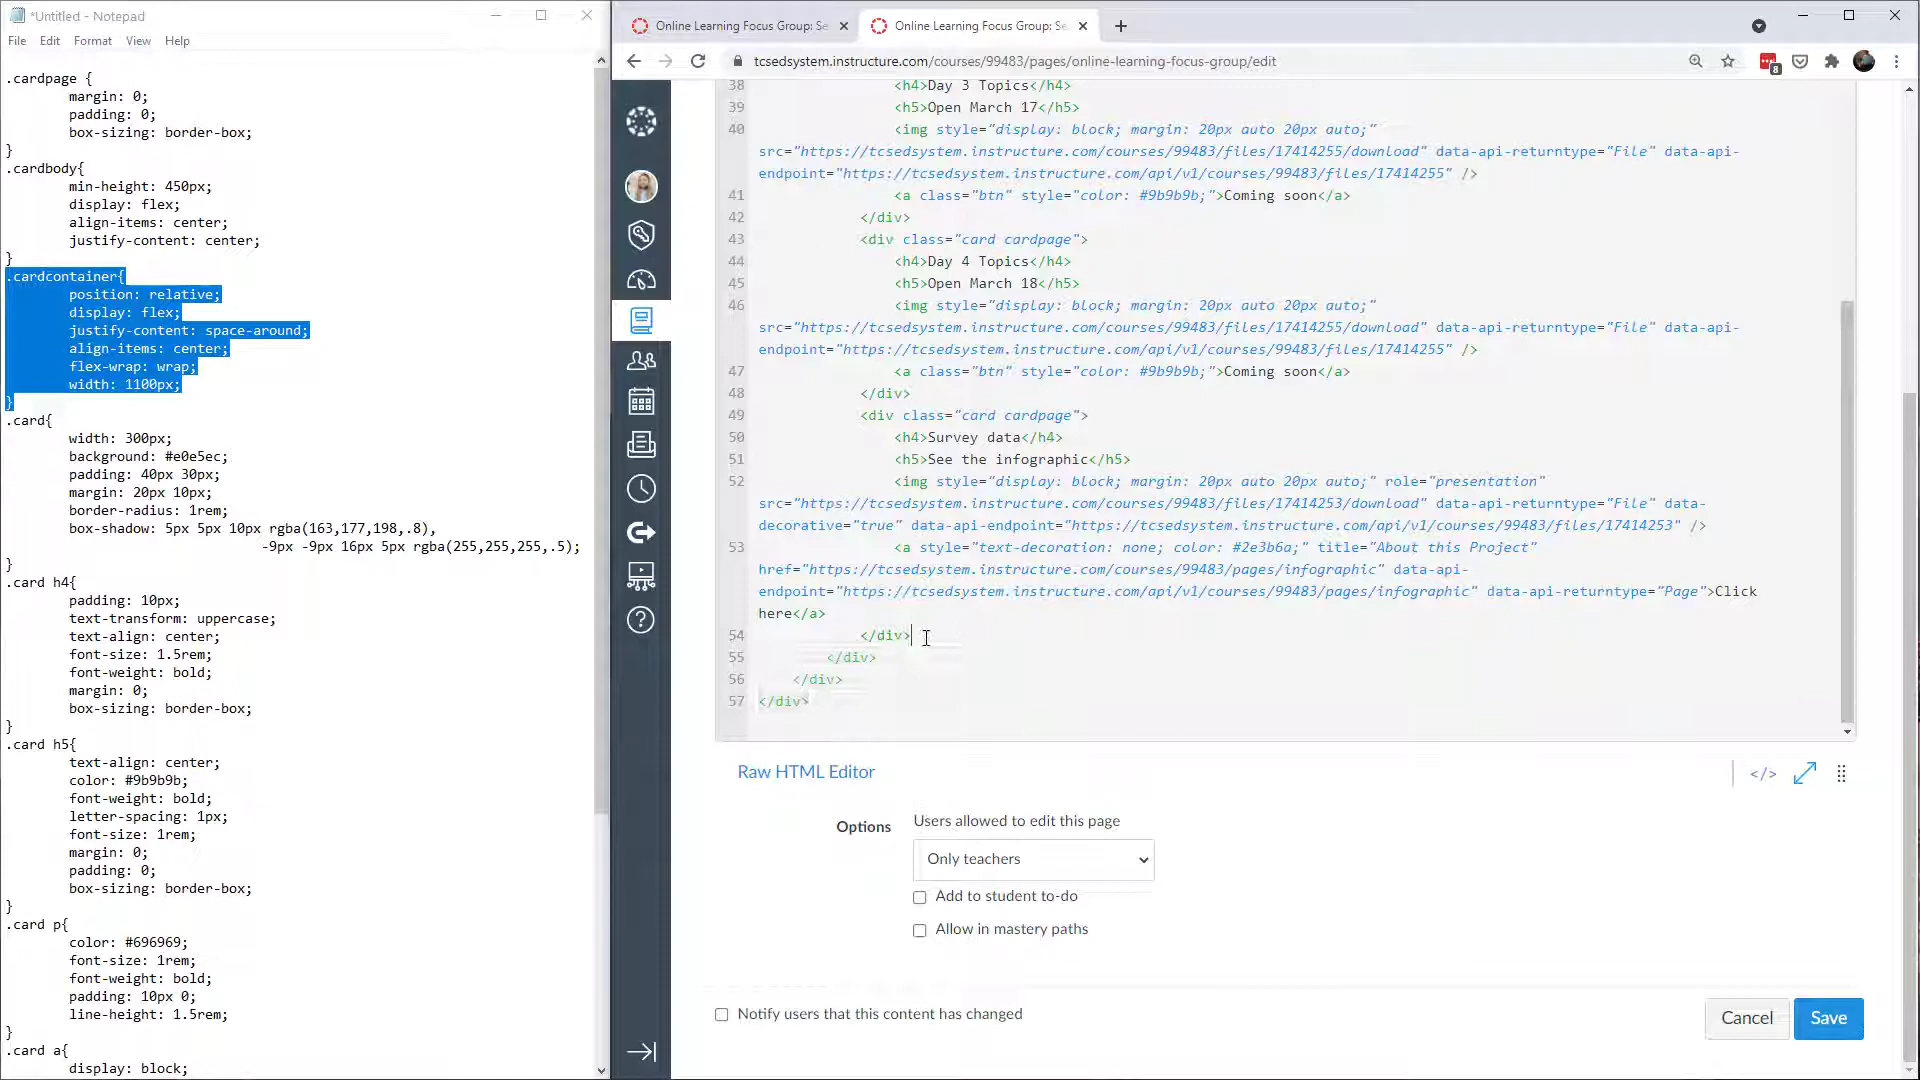 *Untitled - Notepad
File Edit Format View Help
.cardpage {
margin: 0;
padding: 0;
box-sizing: border-box;
}
.cardbody{
min-height: 450px;
display: flex;
align-items: center;
justify-content: center;
}
.cardcontainer{
position: relative;
display: flex;
justify-content: space-around;
align-items: center;
flex-wrap: wrap;
width: 1100px;
}
.card{
width: 300px;
background: #e0e5ec;
padding: 40px 30px;
margin: 20px 10px;
border-radius: 1rem;
box-shadow: 5px 5px 10px rgba(163,177,198,.8),
-9px -9px 16px 5px rgba(255,255,255,.5);
}
.card h4{
padding: 10px;
text-transform: uppercase;
text-align: center;
font-size: 1.5rem;
font-weight: bold;
margin: 0;
box-sizing: border-box;
}
.card h5{
text-align: center;
color: #9b9b9b;
font-weight: bold;
letter-spacing: 1px;
font-size: 1rem;
margin: 0;
padding: 0;
box-sizing: border-box;
}
.card p{
color: #696969;
font-size: 1rem;
font-weight: bold;
padding: 10px 0;
line-height: 1.5rem;
}
.card a{
display: block;
Online Learning Focus Group: Se
Online Learning Focus Group: Se
tcsedsystem.instructure.com/courses/99483/pages/online-learning-focus-group/edit
8
38 <h4>Day 3 Topics</h4>
39 <h5>Open March 17</h5>
40 <img style="display: block; margin: 20px auto 20px auto;"
src="https://tcsedsystem.instructure.com/courses/99483/files/17414255/download" data-api-returntype="File" data-api-
endpoint="https://tcsedsystem.instructure.com/api/v1/courses/99483/files/17414255" />
41 <a class="btn" style="color: #9b9b9b;">Coming soon</a>
42 </div>
43 <div class="card cardpage">
44 <h4>Day 4 Topics</h4>
45 <h5>Open March 18</h5>
46 <img style="display: block; margin: 20px auto 20px auto;"
src="https://tcsedsystem.instructure.com/courses/99483/files/17414255/download" data-api-returntype="File" data-api-
endpoint="https://tcsedsystem.instructure.com/api/v1/courses/99483/files/17414255" />
47 <a class="btn" style="color: #9b9b9b;">Coming soon</a>
48 </div>
49 <div class="card cardpage">
50 <h4>Survey data</h4>
51 <h5>See the infographic</h5>
52 <img style="display: block; margin: 20px auto 20px auto;" role="presentation"
src="https://tcsedsystem.instructure.com/courses/99483/files/17414253/download" data-api-returntype="File" data-
decorative="true" data-api-endpoint="https://tcsedsystem.instructure.com/api/v1/courses/99483/files/17414253" />
53 <a style="text-decoration: none; color: #2e3b6a;" title="About this Project"
href="https://tcsedsystem.instructure.com/courses/99483/pages/infographic" data-api-
endpoint="https://tcsedsystem.instructure.com/api/v1/courses/99483/pages/infographic" data-api-returntype="Page">Click
here</a>
54 </div>
55 </div>
56 </div>
57 </div>
Raw HTML Editor
</>
Options
Users allowed to edit this page
Only teachers
Add to student to-do
Allow in mastery paths
Notify users that this content has changed
Cancel
Save